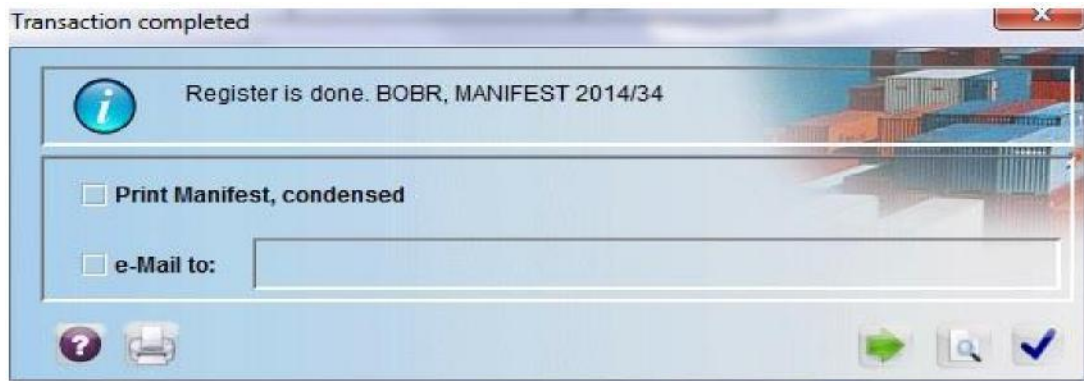 Transaction completed
Register is done. BOBR, MANIFEST 2014/34
Print Manifest, condensed
e-Mail to: